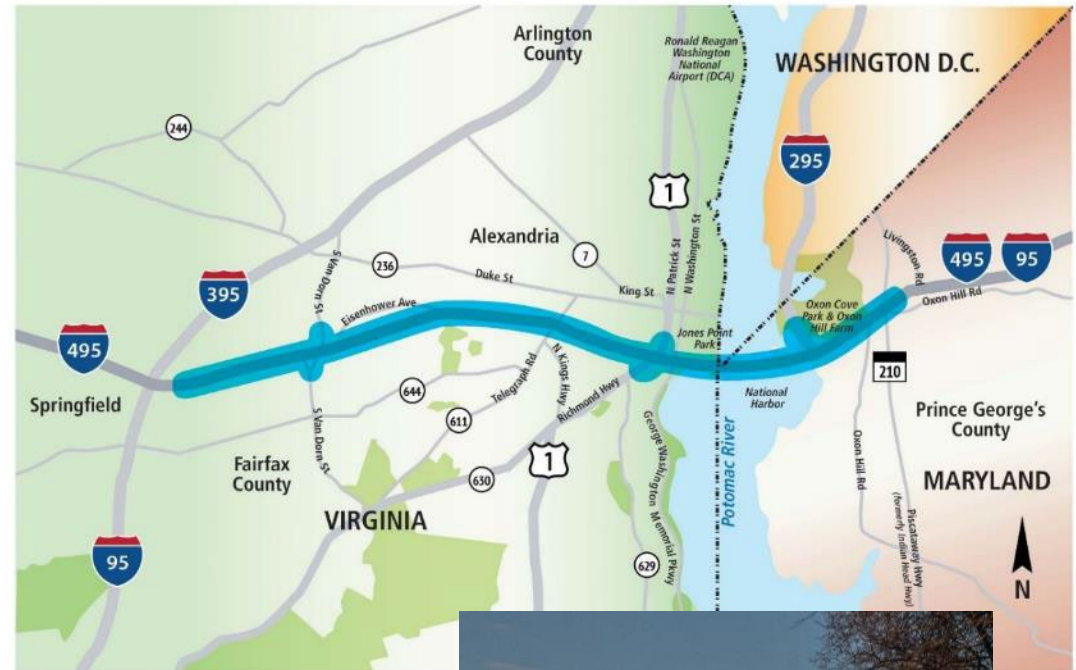 Arlington
County
Ronald Reagan
Washington
National
Airport (DCA)
WASHINGTON D.C.
244
295
1
Alexandria
7
236
Duke St
S Van Dorn St
King St
N Patrick St
N Washington St
Livingston Rd
495
95
Oxon Hill Rd
395
Eisenhower Ave
Oxon Cove
Park & Oxon
Hill Farm
Jones Point
Park
495
Springfield
210
644
Telegraph Rd
N Kings Hwy
Richmond Hwy
National
Harbor
Prince George's
County
S Van Dorn St
611
Fairfax
County
630
1
George Washington Memorial Pkwy
Potomac River
Oxon Hill Rd
MARYLAND
VIRGINIA
Piscataway Hwy
(formerly Indian Head Hwy)
95
629
N